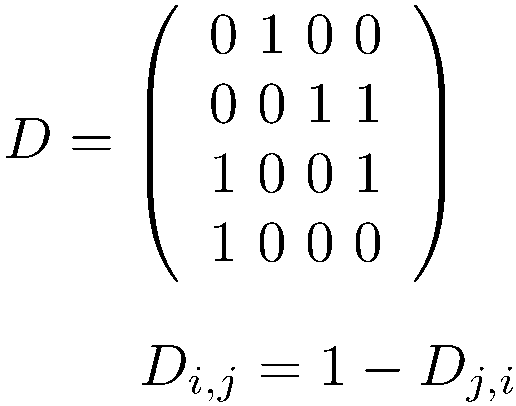 0 1 0 0
0 0 1 1
D =
1 0 0 1
1 0 0 0
D_{i,j} = 1 − D_{j,i}